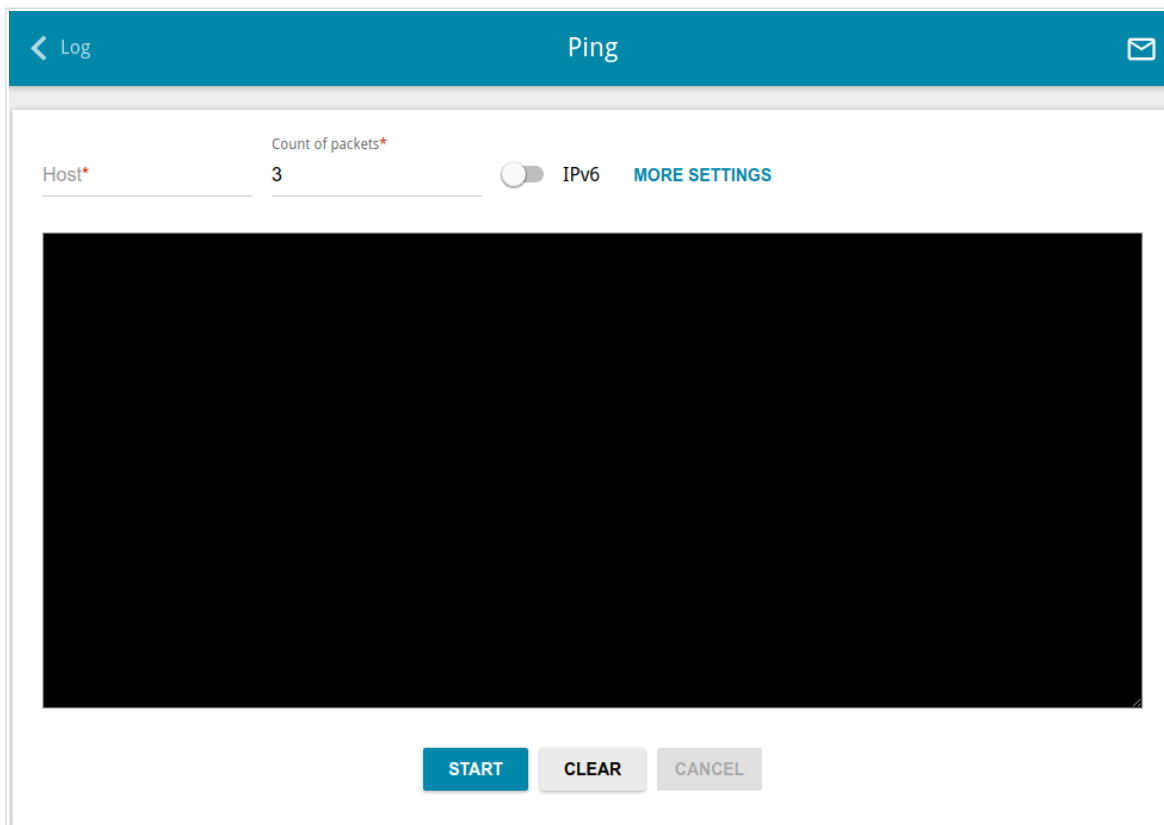 Log
Ping
Count of packets*
Host*
3
IPv6
MORE SETTINGS
START
CLEAR
CANCEL